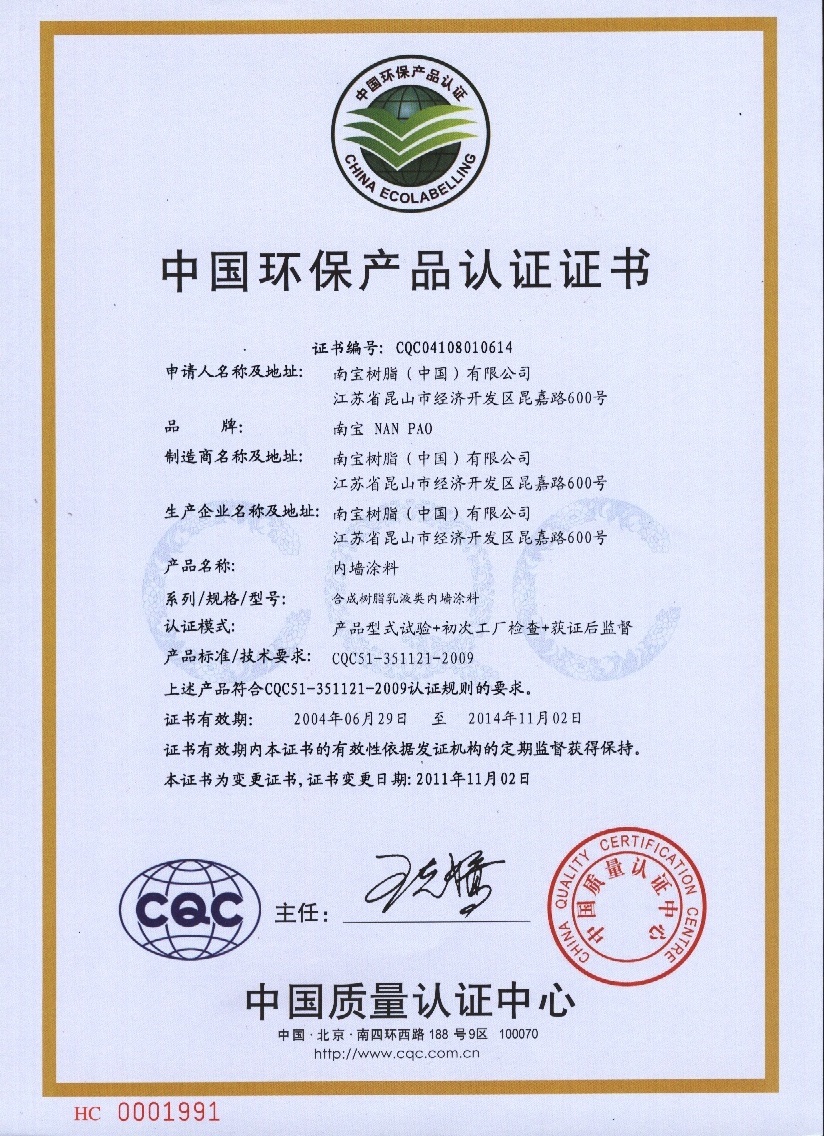 中国环保产品认证
CHINA ECOLABELLING
中国环保产品认证证书
证书编号: CQC04108010614
申请人名称及地址: 南宝树脂(中国)有限公司
江苏省昆山市经济开发区昆嘉路600号
品 牌: 南宝 NAN PAO
制造商名称及地址: 南宝树脂(中国)有限公司
江苏省昆山市经济开发区昆嘉路600号
生产企业名称及地址: 南宝树脂(中国)有限公司
江苏省昆山市经济开发区昆嘉路600号
产品名称: 内墙涂料
系列/规格/型号: 合成树脂乳液类内墙涂料
认证模式: 产品型式试验+初次工厂检查+获证后监督
产品标准/技术要求: CQC51-351121-2009
上述产品符合CQC51-351121-2009认证规则的要求。
证书有效期: 2004年06月29日 至 2014年11月02日
证书有效期内本证书的有效性依据发证机构的定期监督获得保持。
本证书为变更证书,证书变更日期:2011年11月02日
CQC
主任:
CHINA QUALITY CERTIFICATION CENTRE
中国质量认证中心
中国质量认证中心
中国·北京·南四环西路 188 号9区 100070
http://www.cqc.com.cn
HC 0001991